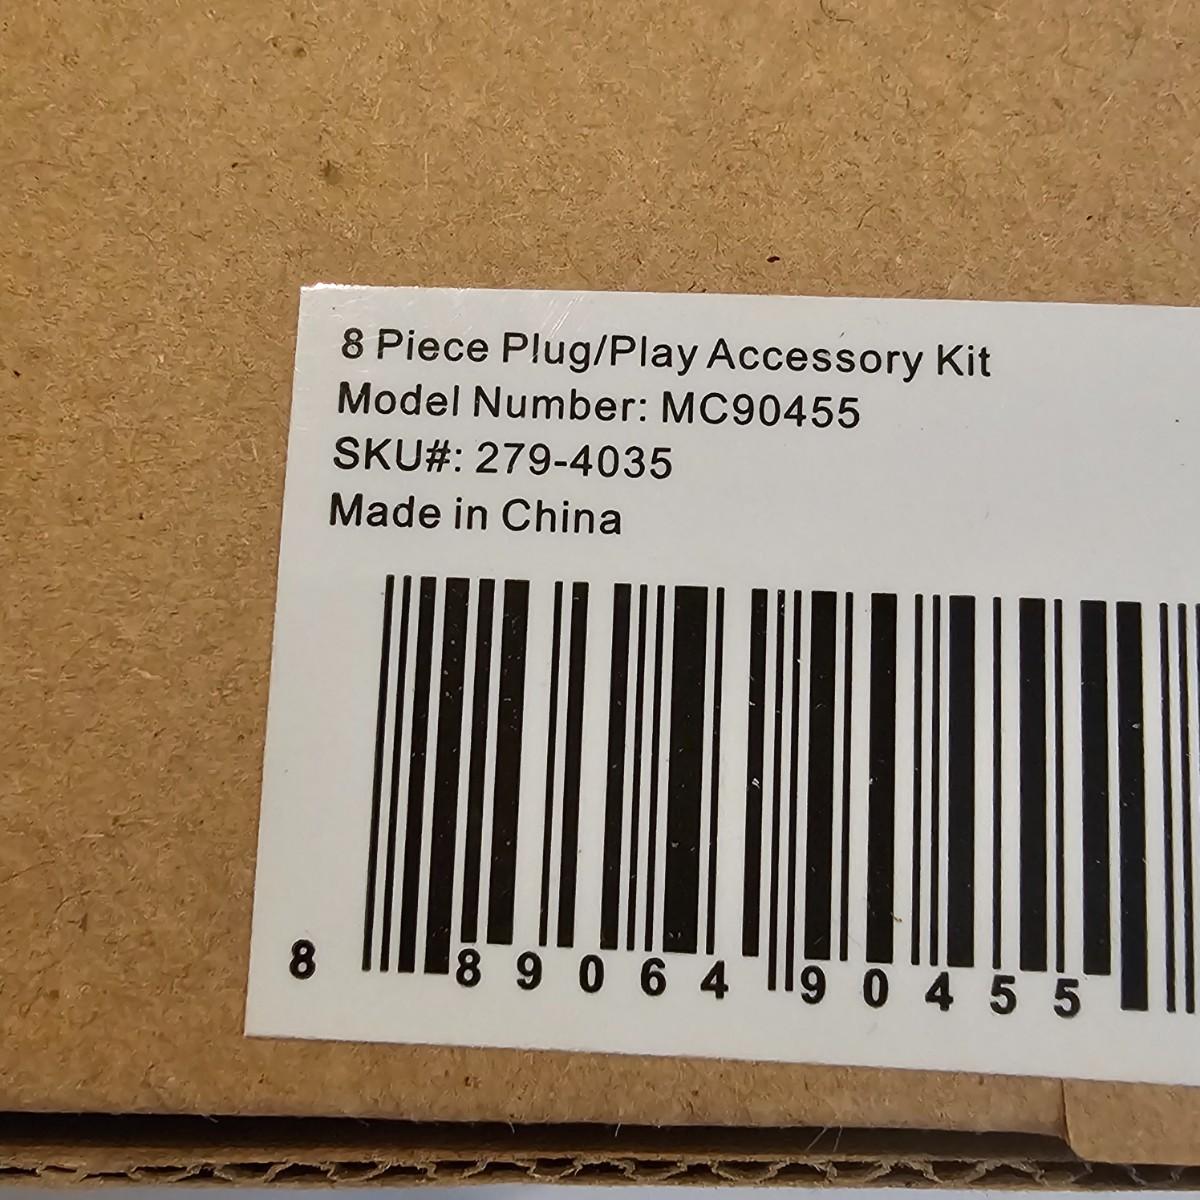 8 Piece Plug/Play Accessory Kit
Model Number: MC90455
SKU#: 279-4035
Made in China
8 89064 90455